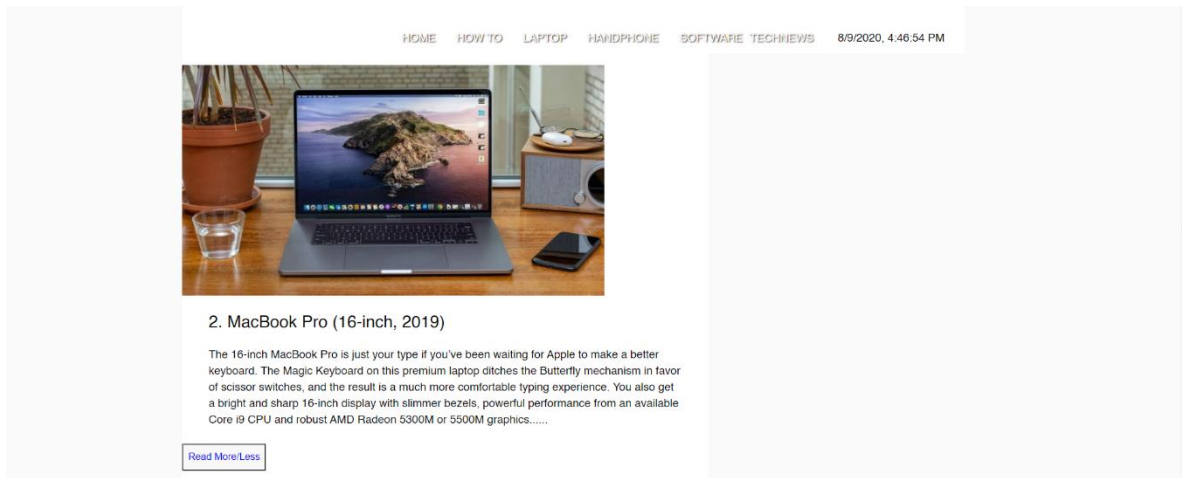 HOME HOW TO LAPTOP HANDPHONE SOFTWARE TECHNEWS 8/9/2020, 4:46:54 PM
2. MacBook Pro (16-inch, 2019)
The 16-inch MacBook Pro is just your type if you've been waiting for Apple to make a better
keyboard. The Magic Keyboard on this premium laptop ditches the Butterfly mechanism in favor
of scissor switches, and the result is a much more comfortable typing experience. You also get
a bright and sharp 16-inch display with slimmer bezels, powerful performance from an available
Core i9 CPU and robust AMD Radeon 5300M or 5500M graphics......
Read More/Less